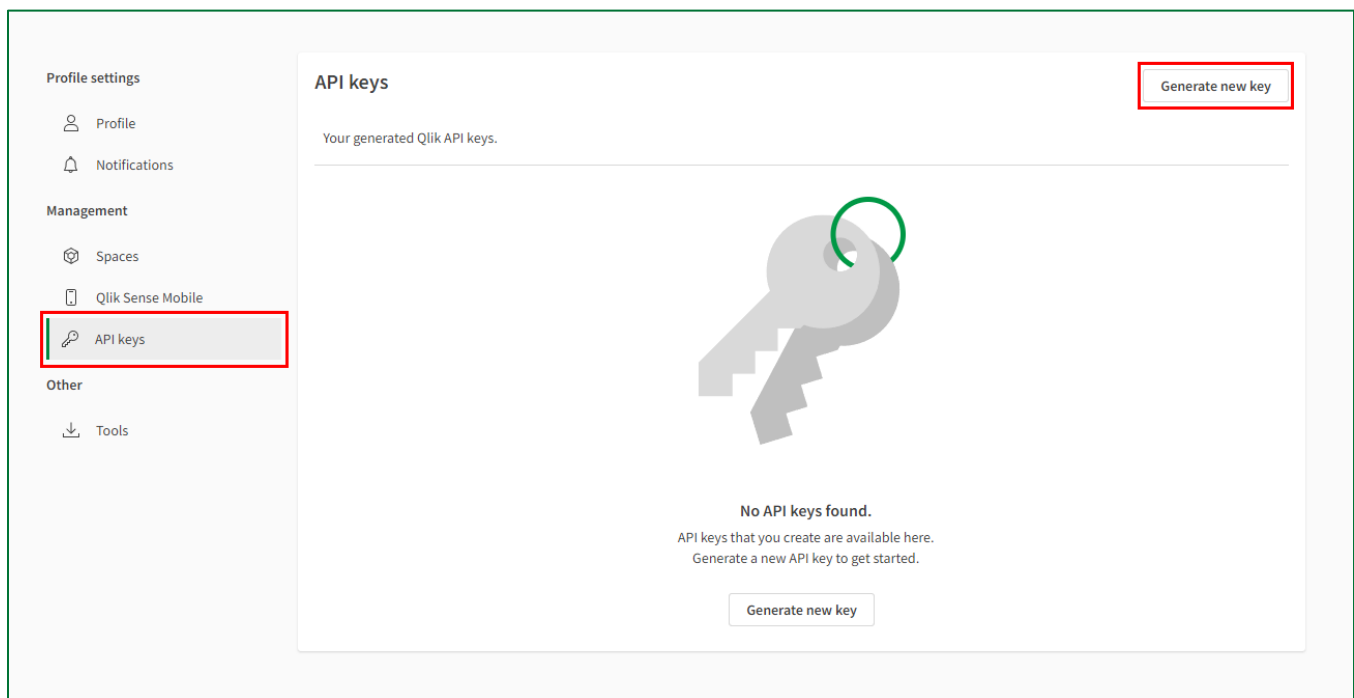 Profile settings
Profile
Notifications
Management
Spaces
Qlik Sense Mobile
API keys
Other
Tools
API keys
Generate new key
Your generated Qlik API keys.
No API keys found.
API keys that you create are available here.
Generate a new API key to get started.
Generate new key